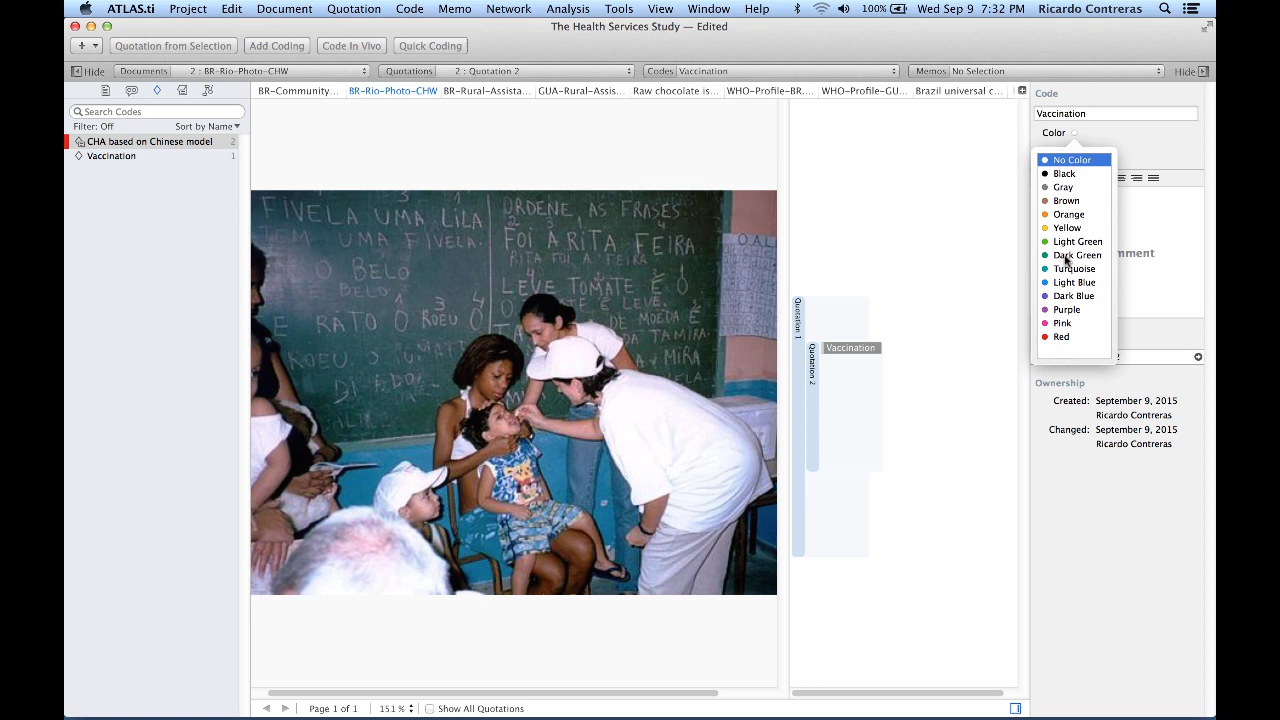 ATLAS.ti Project Edit Document Quotation Code Memo Network Analysis Tools View Window Help 100% Wed Sep 9 7:32 PM Ricardo Contreras
The Health Services Study — Edited
+ Quotation from Selection Add Coding Code In Vivo Quick Coding
Hide Documents 2 : BR-Rio-Photo-CHW Quotations 2 : Quotation 2 Codes Vaccination Memos No Selection Hide
BR-Community... BR-Rio-Photo-CHW BR-Rural-Assista... GUA-Rural-Assis... Raw chocolate is... WHO-Profile-BR.... WHO-Profile-GU... Brazil universal c...
Search Codes
Filter: Off Sort by Name
CHA based on Chinese model 2
Vaccination 1
FIVELA UMA LILA
TEM UMA FIVELA.
É O BELO
E RATO O ROEU O
ORDENE AS FRASES.
2 3 1 4
FOI A RITA FEIRA
RITA FOI A FEIRA
LEVE TOMATE E O
O TOMATE É LEVE
Quotation 1
Quotation 2
Vaccination
Code
Vaccination
Color
No Color
Black
Gray
Brown
Orange
Yellow
Light Green
Dark Green
Turquoise
Light Blue
Dark Blue
Purple
Pink
Red
mment
Ownership
Created: September 9, 2015
Ricardo Contreras
Changed: September 9, 2015
Ricardo Contreras
Page 1 of 1 151 % Show All Quotations